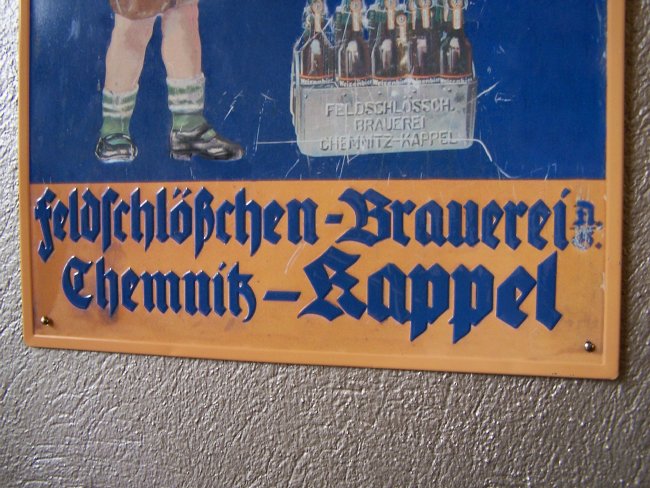 FELDSCHLÖSSCH.
BRAUEREI
CHEMNITZ-KAPPEL
Feldſchlößchen-Brauerei A.G.
Chemnitz-Kappel